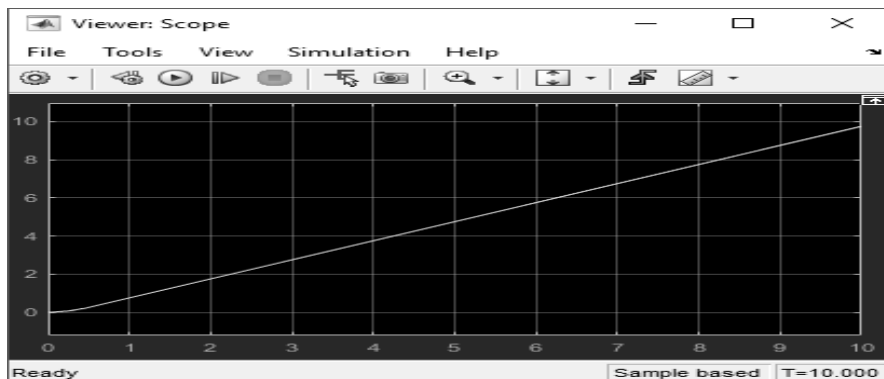 Viewer: Scope
File Tools View Simulation Help
10
8
6
4
2
0
0 1 2 3 4 5 6 7 8 9 10
Ready Sample based T=10.000